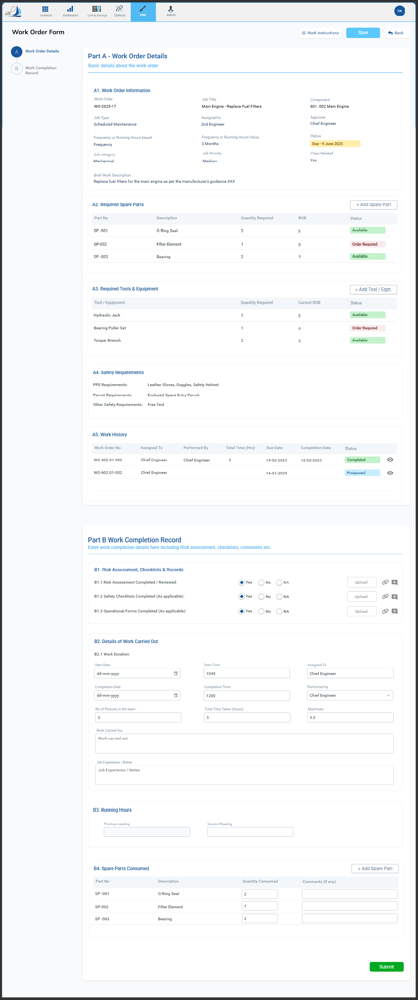 sail
Technical
Dashboard
Cert & Surveys
Defects
PMS
Admin
RK
Work Order Form
Work Instructions
Save
Back
A Work Order Details
B Work Completion
Record
Part A - Work Order Details
Basic details about the work order
A1. Work Order Information
Work Order Job Title Component
WO-2025-17 Main Engine - Replace Fuel Filters 601. 002 Main Engine
Job Type Assigned to Approver
Scheduled Maintenance 2nd Engineer Chief Engineer
Frequency or Running Hours based Frequency or Running Hours Value Status
Frequency 3 Months Due - 9 June 2025
Job category Job Priority Class Related
Mechanical Medium Yes
Brief Work Description
Replace fuel filters for the main engine as per the manufacturer's guidance XXX
A2. Required Spare Parts + Add Spare Part
Part No Description Quantity Required ROB Status
SP -001 O-Ring Seal 2 5 Available
SP-002 Filter Element 1 0 Order Required
SP -003 Bearing 2 2 Available
A3. Required Tools & Equipment + Add Tool / Eqpt.
Tool / Equipment Quantity Required Current ROB Status
Hydraulic Jack 2 5 Available
Bearing Puller Set 1 0 Order Required
Torque Wrench 2 2 Available
A4. Safety Requirements
PPE Requirements: Leather Gloves, Goggles, Safety Helmet
Permit Requirements: Enclosed Space Entry Permit
Other Safety Requirements: Free Text
A5. Work History
Work Order No. Assigned To Performed By Total Time (Hrs) Due Date Completion Date Status
WO-602.01-002 Chief Engineer Chief Engineer 2 14-02-2025 12-02-2025 Completed
WO-602.01-002 Chief Engineer 14-01-2025 Postponed
Part B Work Completion Record
Enter work completion details here including Risk assessment, checklists, comments etc.
B1. Risk Assessment, Checklists & Records
B1.1 Risk Assessment Completed / Reviewed: Yes No NA Upload
B1.2 Safety Checklists Completed (As applicable): Yes No NA Upload
B1.3 Operational Forms Completed (As applicable): Yes No NA Upload
B2. Details of Work Carried Out
B2.1 Work Duration:
Start Date Start Time Assigned To
dd-mm-yyyy 1045 Chief Engineer
Completion Date Completion Time Performed by
dd-mm-yyyy 1200 Chief Engineer
No of Persons in the team Total Time Taken (Hours) Manhours
3 3 3.3
Work Carried Out
Work carried out
Job Experience / Notes
Job Experience / Notes
B3. Running Hours
Previous reading Current Reading
B4. Spare Parts Consumed + Add Spare Part
Part No Description Quantity Consumed Comments (If any)
SP -001 O-Ring Seal 2
SP-002 Filter Element 1
SP -003 Bearing 2
Submit